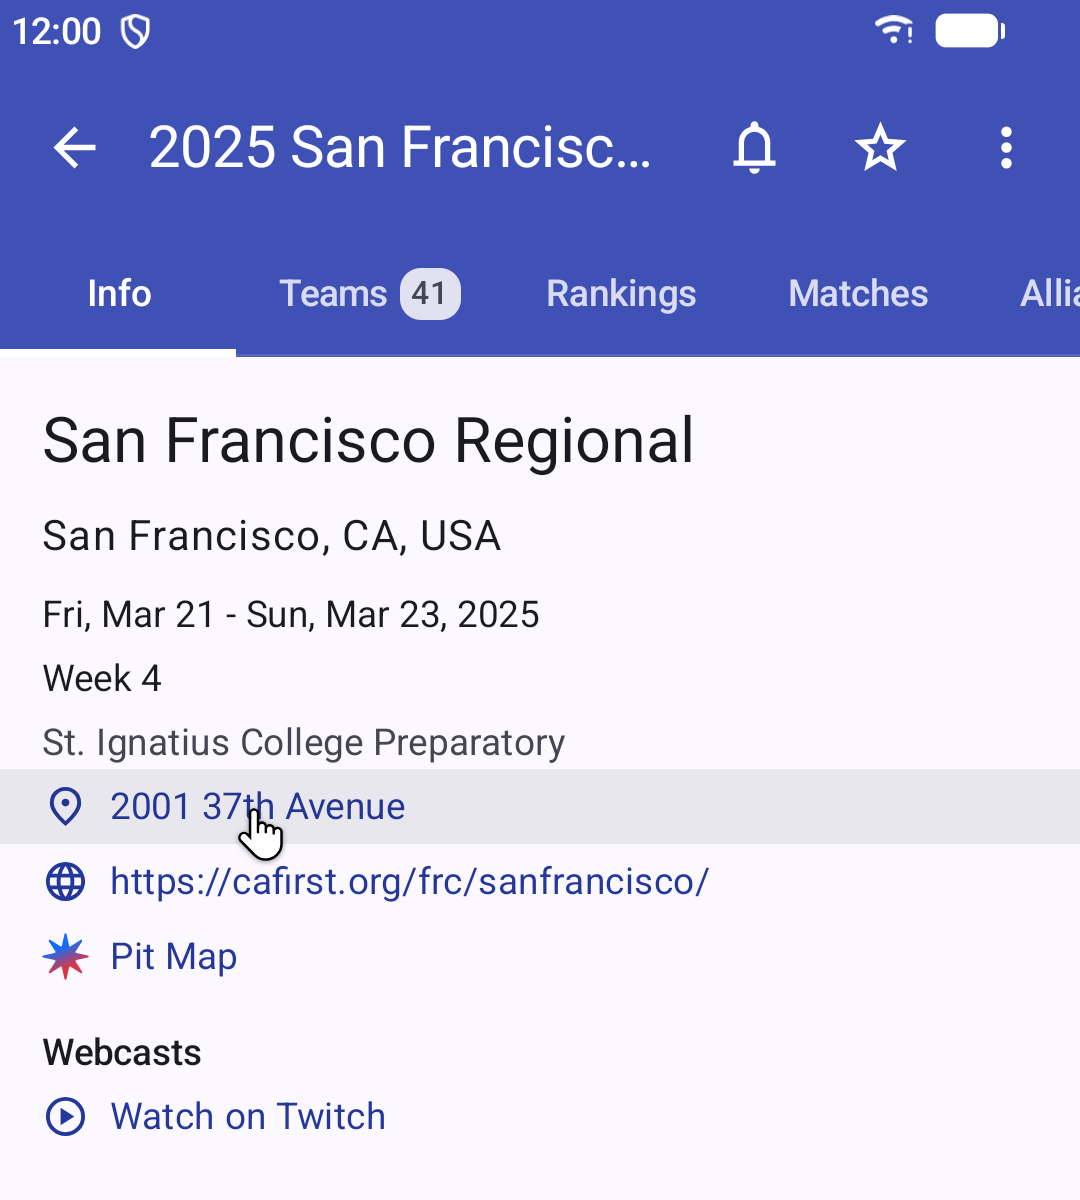 12:00
2025 San Francisc...
Info Teams 41 Rankings Matches Allia
San Francisco Regional
San Francisco, CA, USA
Fri, Mar 21 - Sun, Mar 23, 2025
Week 4
St. Ignatius College Preparatory
2001 37th Avenue
https://cafirst.org/frc/sanfrancisco/
Pit Map
Webcasts
Watch on Twitch